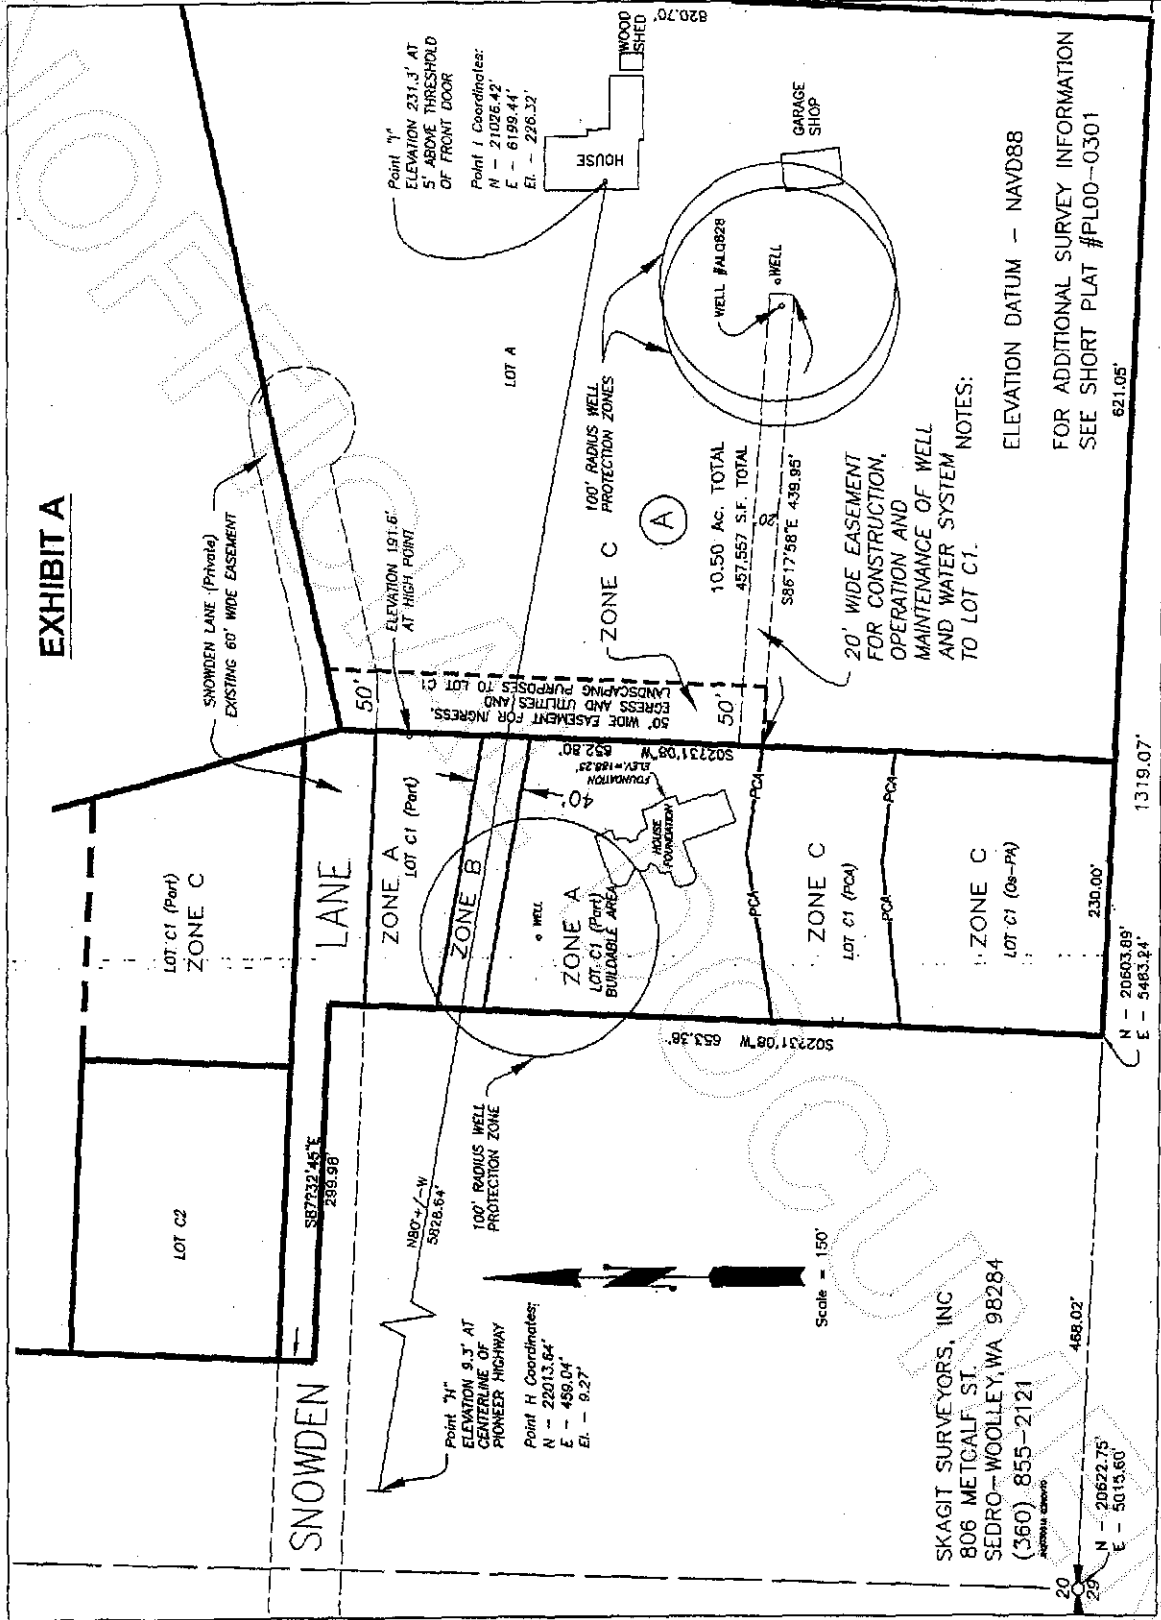 EXHIBIT A
SNOWDEN LANE (Private)
EXISTING 60' WIDE EASEMENT
ELEVATION 191.6'
AT HIGH POINT
Point "I"
ELEVATION 231.3' AT
5' ABOVE THRESHOLD
OF FRONT DOOR
Point I Coordinates:
N - 21026.42'
E - 6199.44'
El. - 226.32'
WOOD
SHED
820.70'
HOUSE
GARAGE
SHOP
LOT A
WELL #ALQ828
WELL
100' RADIUS WELL
PROTECTION ZONES
ZONE C
A
10.50 Ac. TOTAL
457,557 S.F. TOTAL
20'
S86°17'58"E 439.95'
20' WIDE EASEMENT
FOR CONSTRUCTION,
OPERATION AND
MAINTENANCE OF WELL
AND WATER SYSTEM
TO LOT C1.
NOTES:
ELEVATION DATUM - NAVD88
FOR ADDITIONAL SURVEY INFORMATION
SEE SHORT PLAT #PL00-0301
621.05'
1319.07'
50'
50' WIDE EASEMENT FOR INGRESS,
EGRESS AND UTILITIES AND
LANDSCAPING PURPOSES TO LOT C1
50'
S02°31'08"W 652.80'
FOUNDATION
ELEV.=188.23'
HOUSE
FOUNDATION
40'
LOT C1 (Part)
ZONE C
LANE
ZONE A
LOT C1 (Part)
ZONE B
WELL
ZONE A
LOT C1 (Part)
BUILDABLE AREA
PCA
PCA
ZONE C
LOT C1 (PCA)
PCA
PCA
ZONE C
LOT C1 (Os-PA)
230.00'
N - 20603.89'
E - 5483.24'
S02°31'08"W 653.38'
LOT C2
S87°32'45"E
299.98'
N80°+/-W
5828.64'
100' RADIUS WELL
PROTECTION ZONE
SNOWDEN
Point "H"
ELEVATION 9.3' AT
CENTERLINE OF
PIONEER HIGHWAY
Point H Coordinates:
N - 22013.64'
E - 459.04'
El. - 9.27'
Scale = 150'
SKAGIT SURVEYORS, INC
806 METCALF ST.
SEDRO-WOOLLEY, WA 98284
(360) 855-2121
468.02'
20
29
N - 20622.75'
E - 5015.60'
UNOFFICIAL DOCUMENT